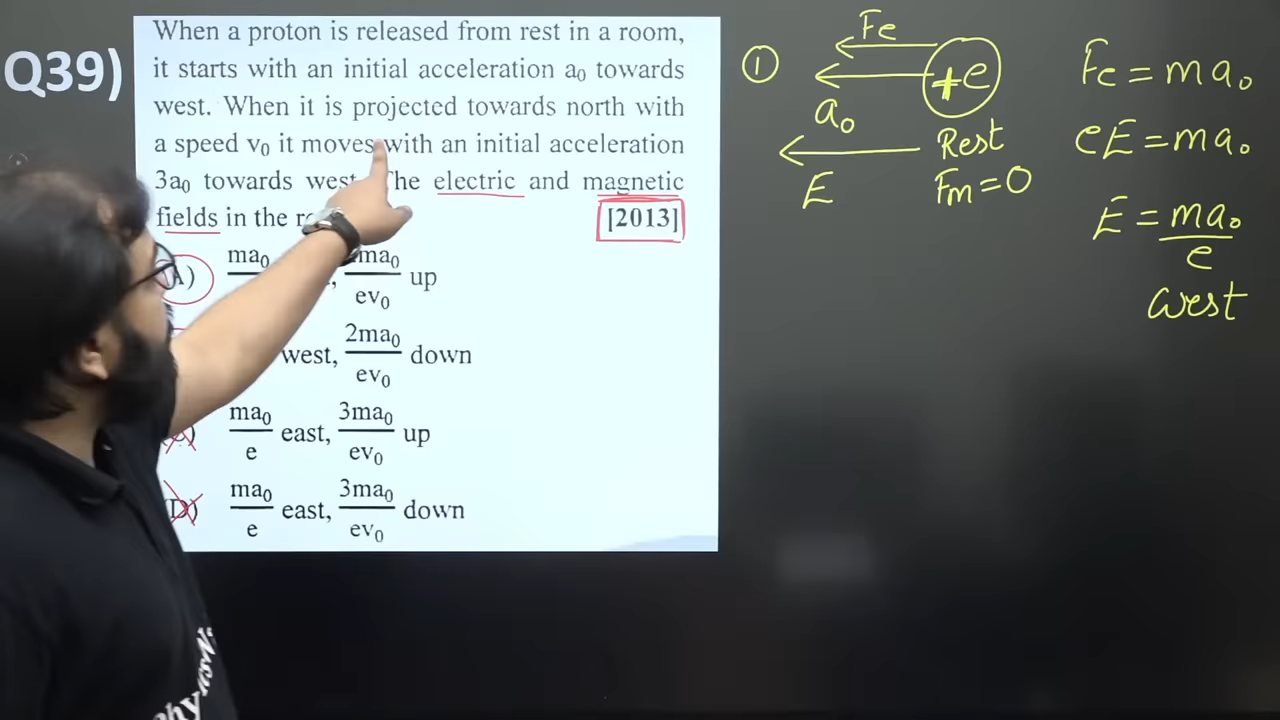 Q39)
When a proton is released from rest in a room,
it starts with an initial acceleration a₀ towards
west. When it is projected towards north with
a speed v₀ it moves with an initial acceleration
3a₀ towards west. The electric and magnetic
fields in the
[2013]
A) ma₀ ma₀
ev₀ up
west, 2ma₀
ev₀ down
ma₀
e east, 3ma₀
ev₀ up
(D) ma₀
e east, 3ma₀
ev₀ down
① Fe
+e
a₀
E
Rest
Fm=0
Fe = ma₀
eE = ma₀
E = ma₀
e
west